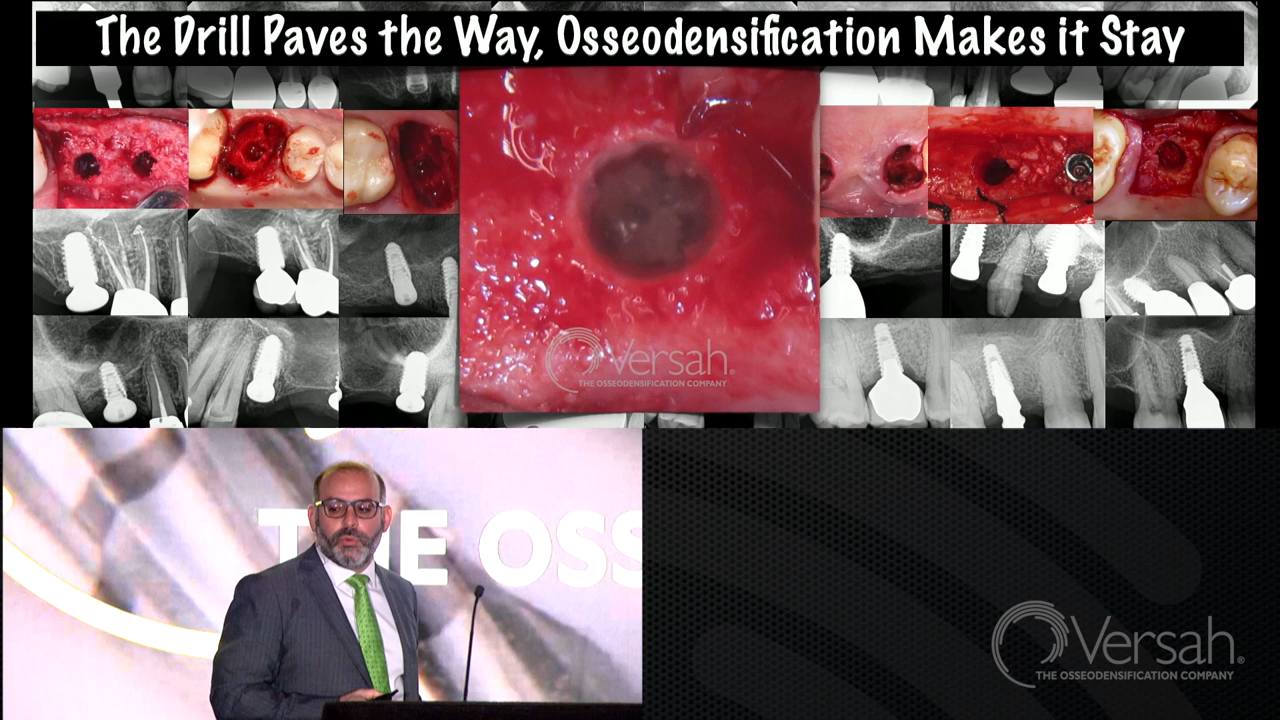 The Drill Paves the Way, Osseodensification Makes it Stay
Versah®
THE OSSEODENSIFICATION COMPANY
THE OSS
Versah®
THE OSSEODENSIFICATION COMPANY